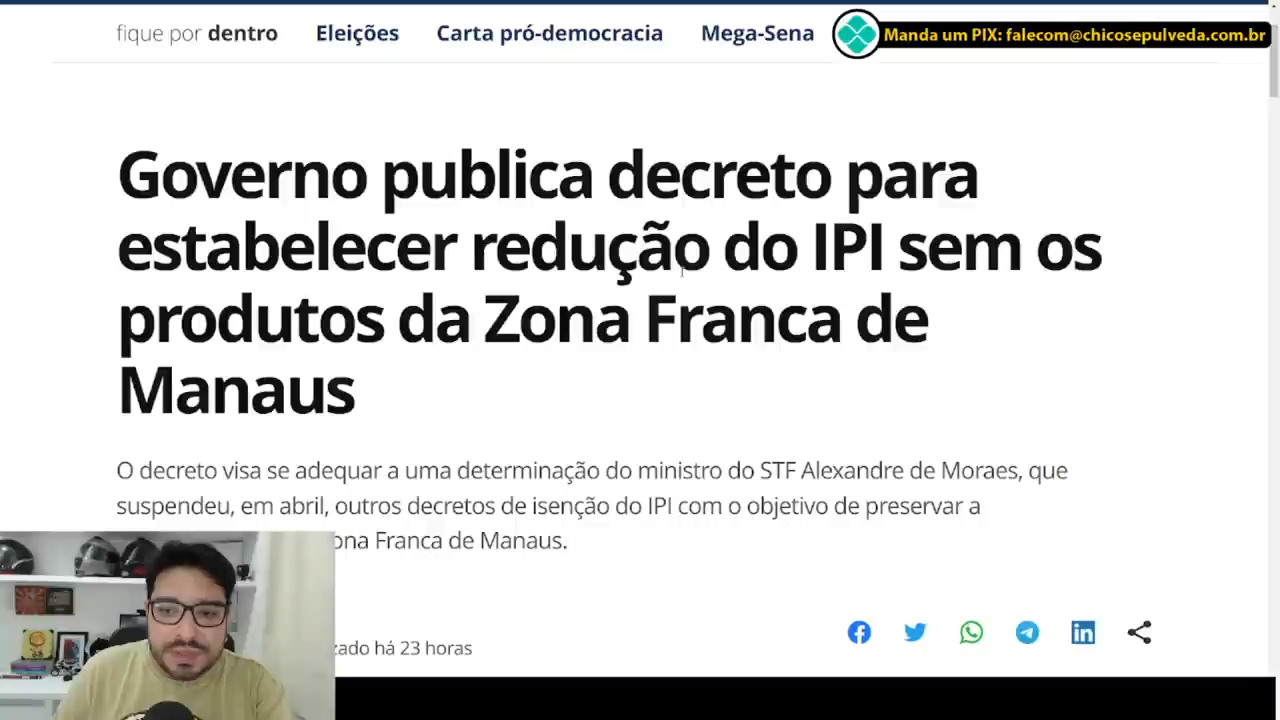 fique por dentro Eleições Carta pró-democracia Mega-Sena
Manda um PIX: falecom@chicosepulveda.com.br
Governo publica decreto para
estabelecer redução do IPI sem os
produtos da Zona Franca de
Manaus
O decreto visa se adequar a uma determinação do ministro do STF Alexandre de Moraes, que
suspendeu, em abril, outros decretos de isenção do IPI com o objetivo de preservar a
Franca de Manaus.
há 23 horas